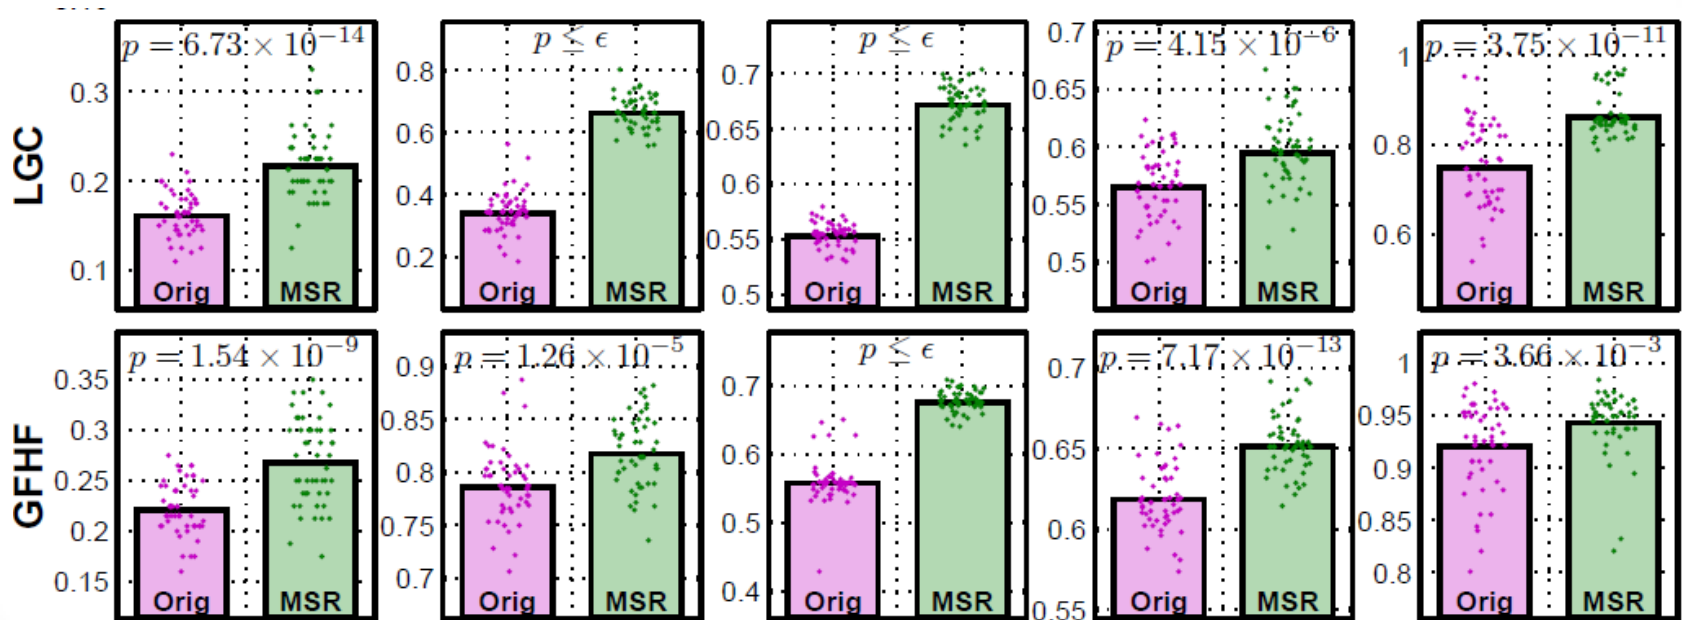 LGC
p = 6.73 × 10⁻¹⁴
0.3
0.2
0.1
Orig MSR
p ≤ ϵ
0.8
0.6
0.4
0.2
Orig MSR
p ≤ ϵ
0.7
0.65
0.6
0.55
0.5
Orig MSR
p = 4.15 × 10⁻⁶
0.7
0.65
0.6
0.55
0.5
Orig MSR
p = 3.75 × 10⁻¹¹
1
0.8
0.6
Orig MSR
GFHF
p = 1.54 × 10⁻⁹
0.35
0.3
0.25
0.2
0.15
Orig MSR
p = 1.26 × 10⁻⁵
0.9
0.85
0.8
0.75
0.7
Orig MSR
p ≤ ϵ
0.7
0.6
0.5
0.4
Orig MSR
p = 7.17 × 10⁻¹³
0.7
0.65
0.6
0.55
Orig MSR
p = 3.66 × 10⁻³
1
0.95
0.9
0.85
0.8
Orig MSR